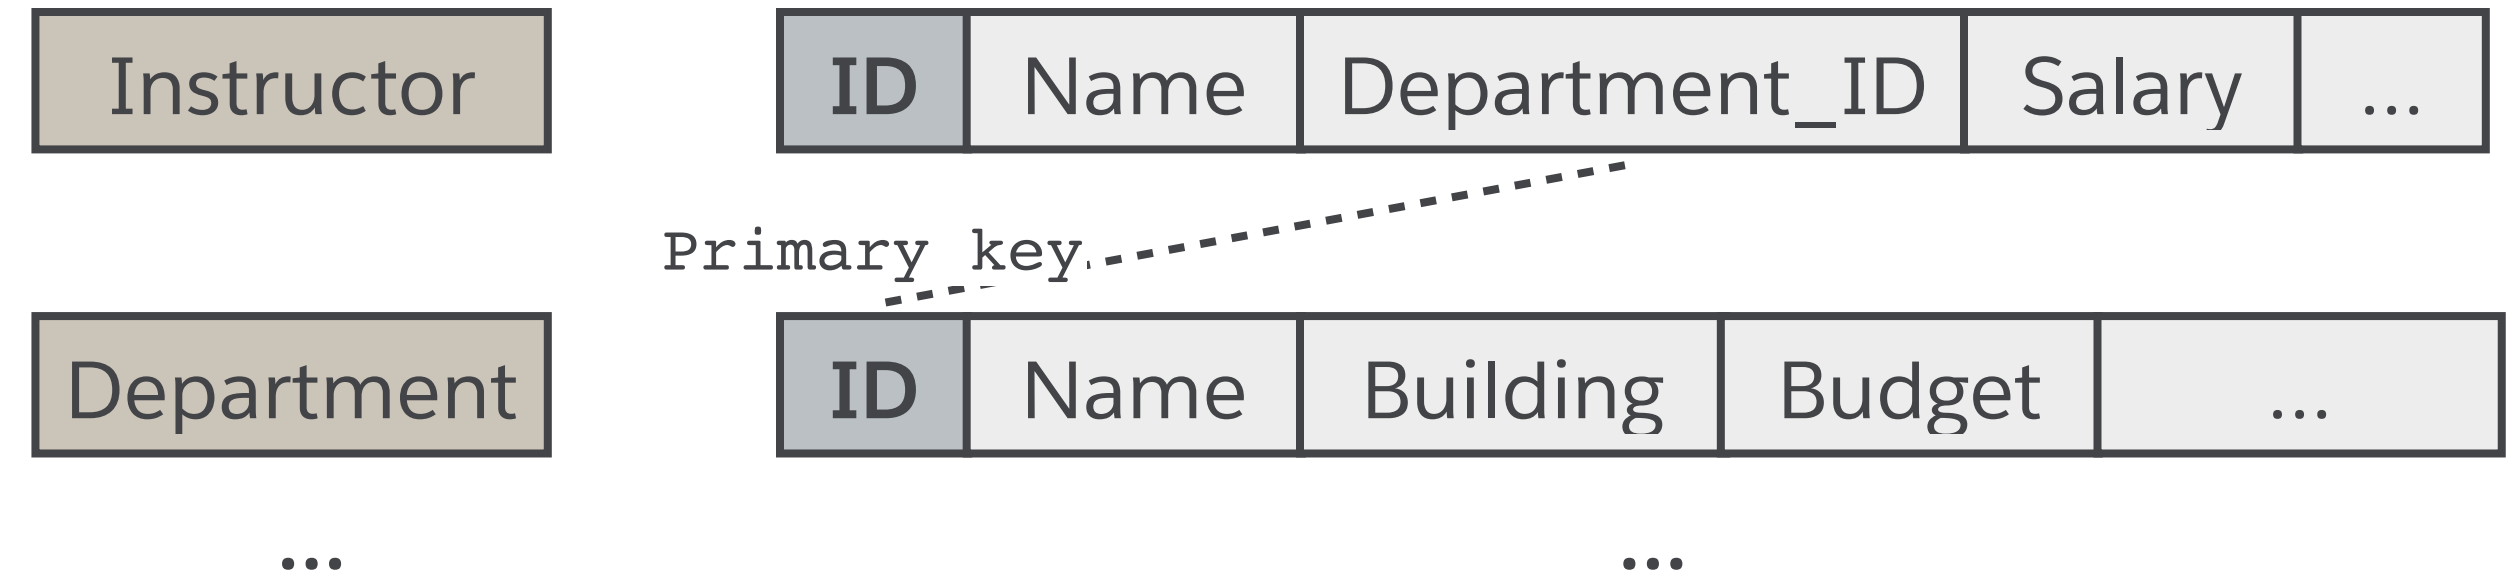 Instructor ID Name Department_ID Salary ...
Primary key
Department ID Name Building Budget ...
... ...